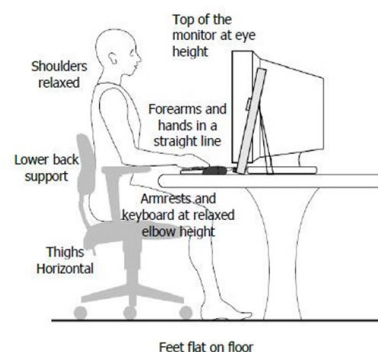 Top of the
monitor at eye
height
Shoulders
relaxed
Forearms and
hands in a
straight line
Lower back
support
Armrests and
keyboard at relaxed
elbow height
Thighs
Horizontal
Feet flat on floor